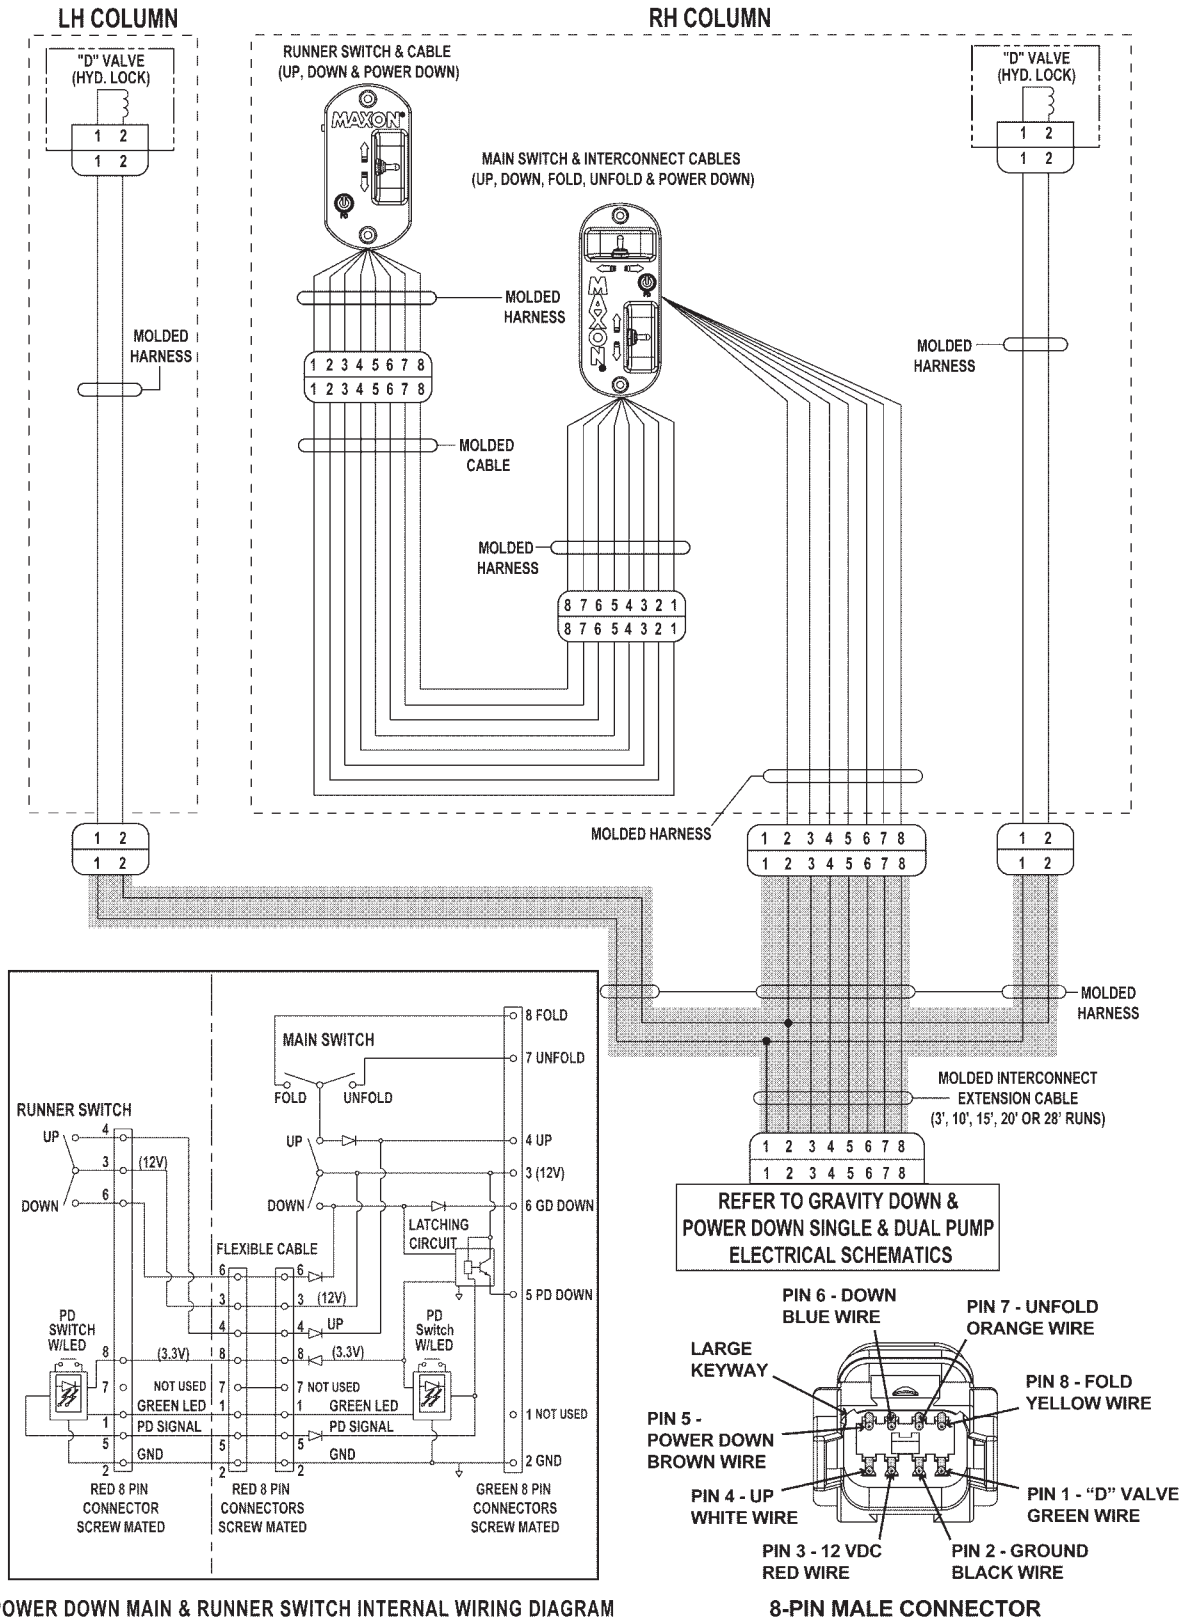 LH COLUMN
RH COLUMN
"D" VALVE
(HYD. LOCK)
1 2
1 2
MOLDED
HARNESS
RUNNER SWITCH & CABLE
(UP, DOWN & POWER DOWN)
MAXON
PD
MAIN SWITCH & INTERCONNECT CABLES
(UP, DOWN, FOLD, UNFOLD & POWER DOWN)
MAXON
PD
"D" VALVE
(HYD. LOCK)
1 2
1 2
MOLDED
HARNESS
MOLDED
HARNESS
1 2 3 4 5 6 7 8
1 2 3 4 5 6 7 8
MOLDED
CABLE
MOLDED
HARNESS
8 7 6 5 4 3 2 1
8 7 6 5 4 3 2 1
MOLDED HARNESS
1 2
1 2
1 2 3 4 5 6 7 8
1 2 3 4 5 6 7 8
1 2
1 2
MOLDED
HARNESS
MOLDED INTERCONNECT
EXTENSION CABLE
(3', 10', 15', 20' OR 28' RUNS)
1 2 3 4 5 6 7 8
1 2 3 4 5 6 7 8
REFER TO GRAVITY DOWN &
POWER DOWN SINGLE & DUAL PUMP
ELECTRICAL SCHEMATICS
MAIN SWITCH
FOLD
UNFOLD
8 FOLD
7 UNFOLD
RUNNER SWITCH
UP
4
3
(12V)
DOWN
6
UP
DOWN
4 UP
3 (12V)
6 GD DOWN
LATCHING
CIRCUIT
5 PD DOWN
FLEXIBLE CABLE
6
6
3
3
(12V)
4
4
UP
PD
SWITCH
W/LED
PD
Switch
W/LED
8
(3.3V)
8
8
(3.3V)
7
NOT USED
7
7 NOT USED
1
GREEN LED
1
1
GREEN LED
1 NOT USED
5
PD SIGNAL
5
5
PD SIGNAL
2
GND
2
2
GND
2 GND
RED 8 PIN
CONNECTOR
SCREW MATED
RED 8 PIN
CONNECTORS
SCREW MATED
GREEN 8 PIN
CONNECTORS
SCREW MATED
PIN 6 - DOWN
BLUE WIRE
PIN 7 - UNFOLD
ORANGE WIRE
LARGE
KEYWAY
PIN 8 - FOLD
YELLOW WIRE
PIN 5 -
POWER DOWN
BROWN WIRE
PIN 4 - UP
WHITE WIRE
PIN 1 - “D” VALVE
GREEN WIRE
PIN 3 - 12 VDC
RED WIRE
PIN 2 - GROUND
BLACK WIRE
POWER DOWN MAIN & RUNNER SWITCH INTERNAL WIRING DIAGRAM
8-PIN MALE CONNECTOR